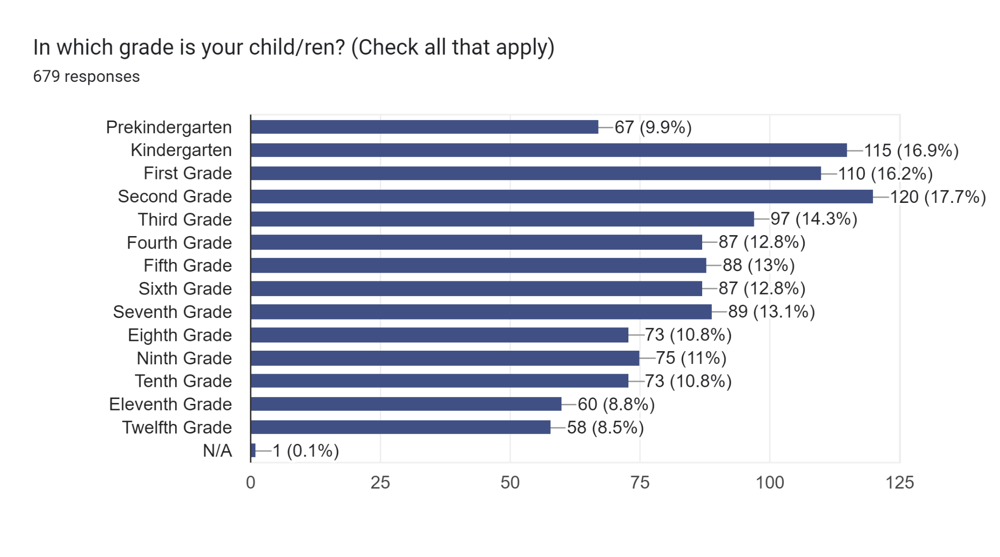 In which grade is your child/ren? (Check all that apply)
679 responses
Prekindergarten 67 (9.9%)
Kindergarten 115 (16.9%)
First Grade 110 (16.2%)
Second Grade 120 (17.7%)
Third Grade 97 (14.3%)
Fourth Grade 87 (12.8%)
Fifth Grade 88 (13%)
Sixth Grade 87 (12.8%)
Seventh Grade 89 (13.1%)
Eighth Grade 73 (10.8%)
Ninth Grade 75 (11%)
Tenth Grade 73 (10.8%)
Eleventh Grade 60 (8.8%)
Twelfth Grade 58 (8.5%)
N/A 1 (0.1%)
0 25 50 75 100 125